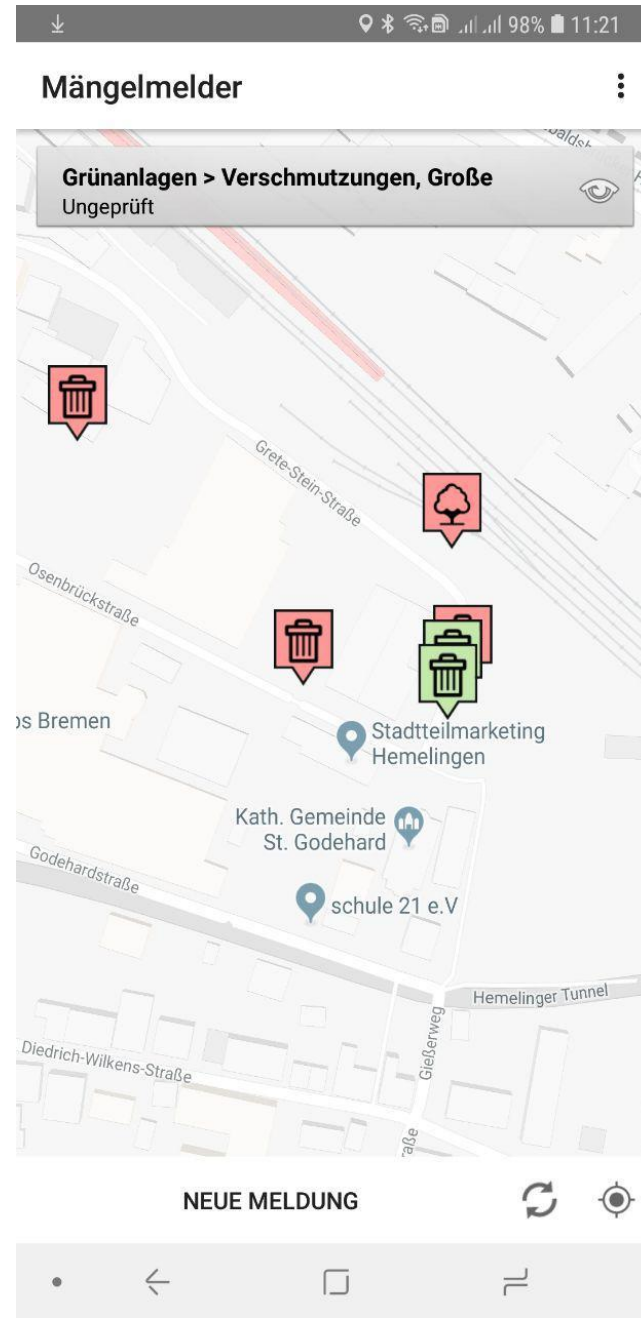 98% 11:21
Mängelmelder
Grünanlagen > Verschmutzungen, Große
Ungeprüft
Grete-Stein-Straße
Osenbrückstraße
os Bremen
Stadtteilmarketing
Hemelingen
Kath. Gemeinde
St. Godehard
Godehardstraße
schule 21 e.V
Hemelinger Tunnel
Gießerweg
Diedrich-Wilkens-Straße
raße
NEUE MELDUNG